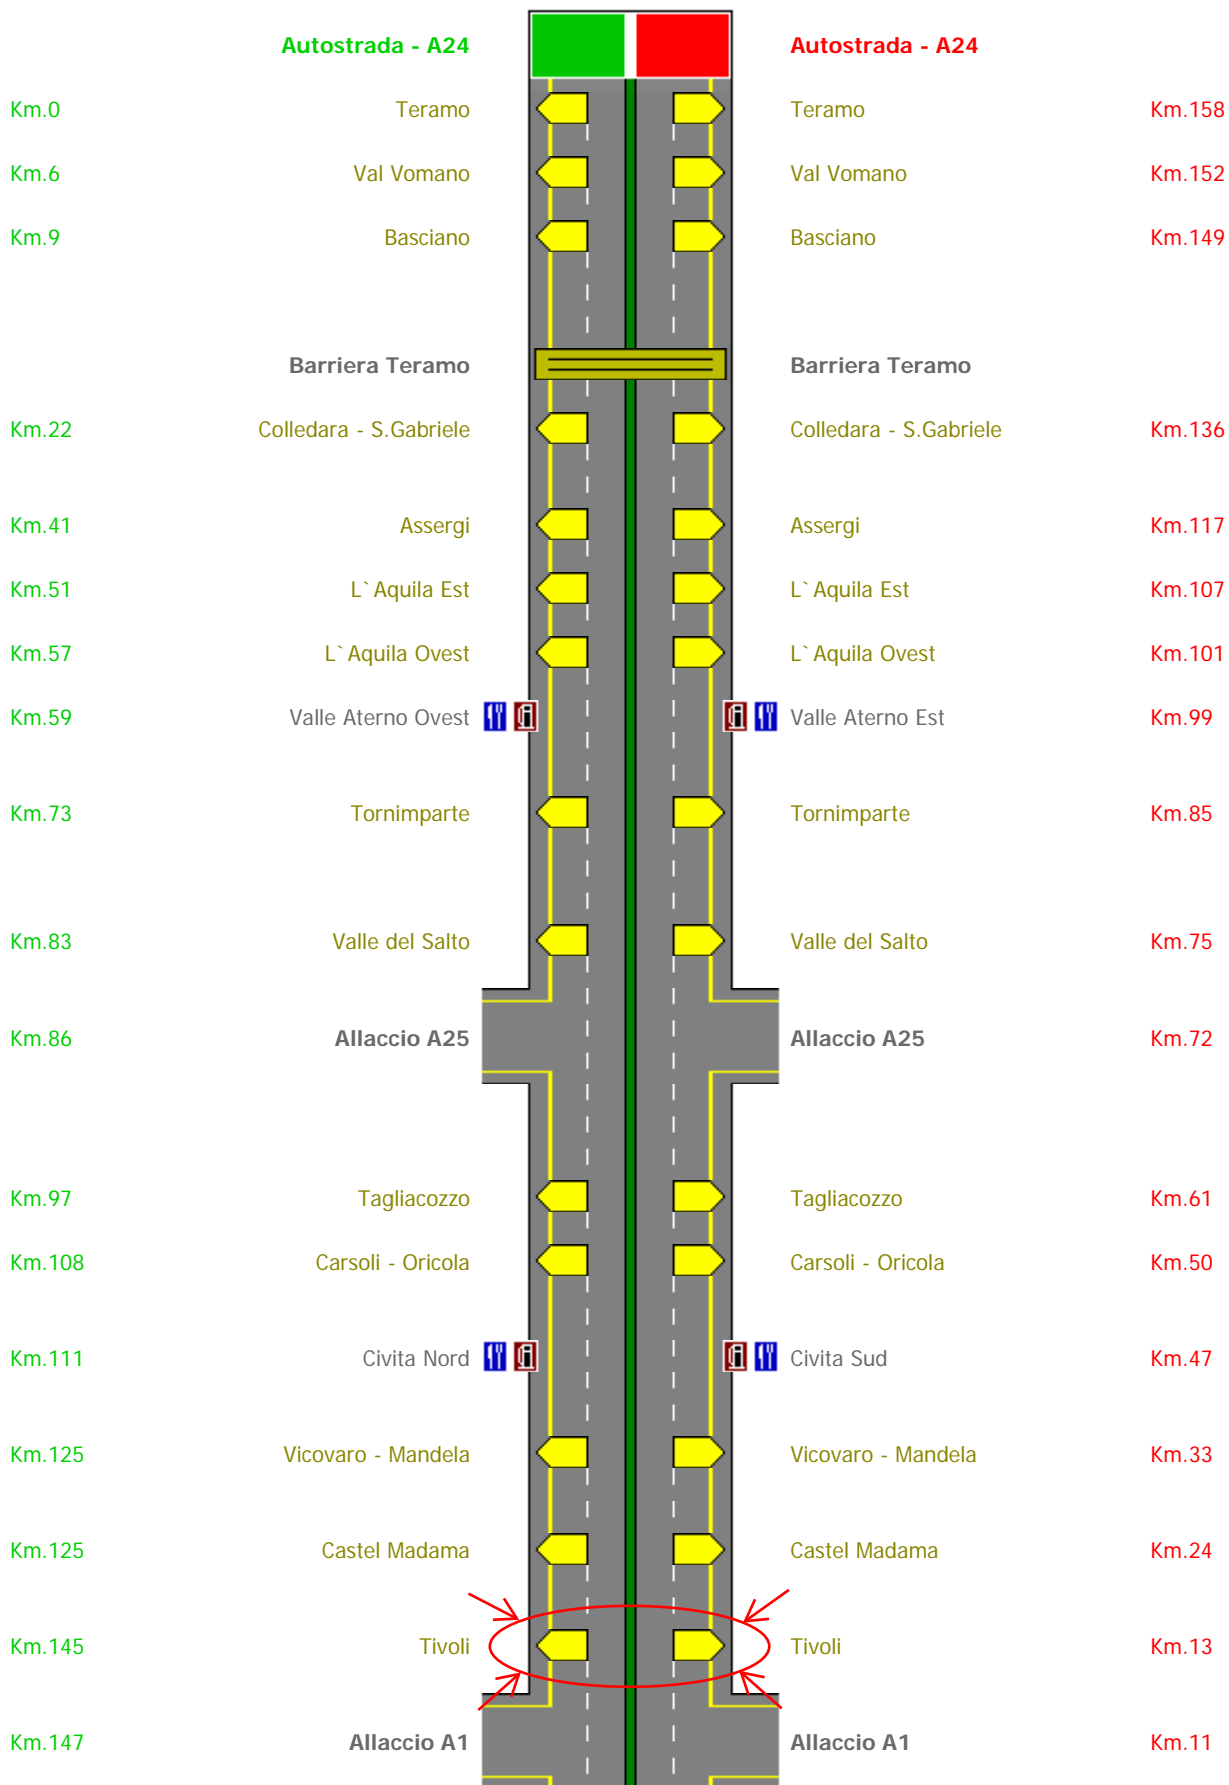 Autostrada - A24 Autostrada - A24
Km.0 Teramo Teramo Km.158
Km.6 Val Vomano Val Vomano Km.152
Km.9 Basciano Basciano Km.149
Barriera Teramo Barriera Teramo
Km.22 Colledara - S.Gabriele Colledara - S.Gabriele Km.136
Km.41 Assergi Assergi Km.117
Km.51 L`Aquila Est L`Aquila Est Km.107
Km.57 L`Aquila Ovest L`Aquila Ovest Km.101
Km.59 Valle Aterno Ovest Valle Aterno Est Km.99
Km.73 Tornimparte Tornimparte Km.85
Km.83 Valle del Salto Valle del Salto Km.75
Km.86 Allaccio A25 Allaccio A25 Km.72
Km.97 Tagliacozzo Tagliacozzo Km.61
Km.108 Carsoli - Oricola Carsoli - Oricola Km.50
Km.111 Civita Nord Civita Sud Km.47
Km.125 Vicovaro - Mandela Vicovaro - Mandela Km.33
Km.125 Castel Madama Castel Madama Km.24
Km.145 Tivoli Tivoli Km.13
Km.147 Allaccio A1 Allaccio A1 Km.11